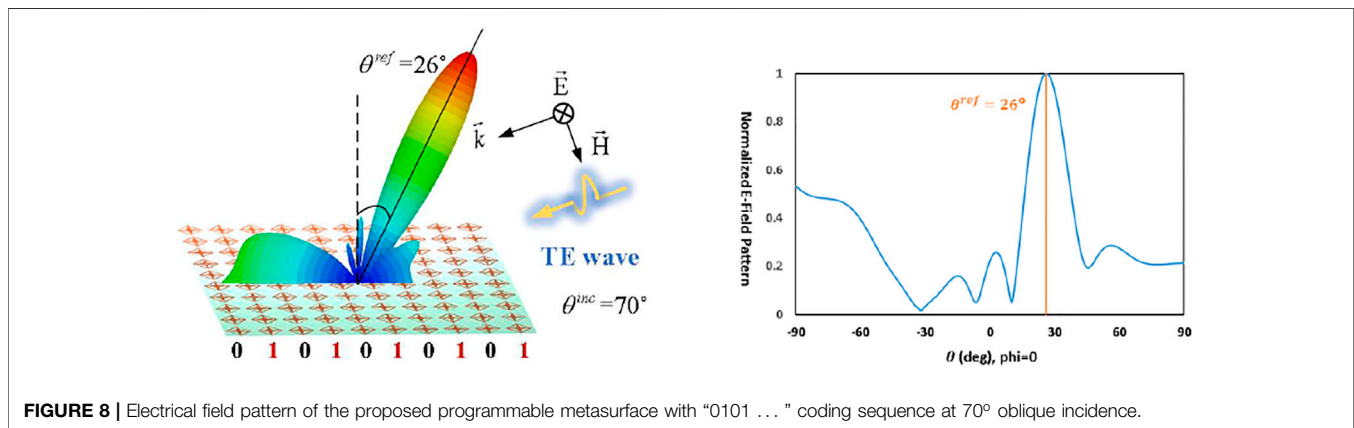 θ^ref =26°
E
k
H
TE wave
θ^inc =70°
0 1 0 1 0 1 0 1 0 1
Normalized E-Field Pattern
1
0.8
0.6
0.4
0.2
0
θ^ref = 26°
-90 -60 -30 0 30 60 90
θ (deg), phi=0
FIGURE 8 | Electrical field pattern of the proposed programmable metasurface with “0101 ... ” coding sequence at 70° oblique incidence.